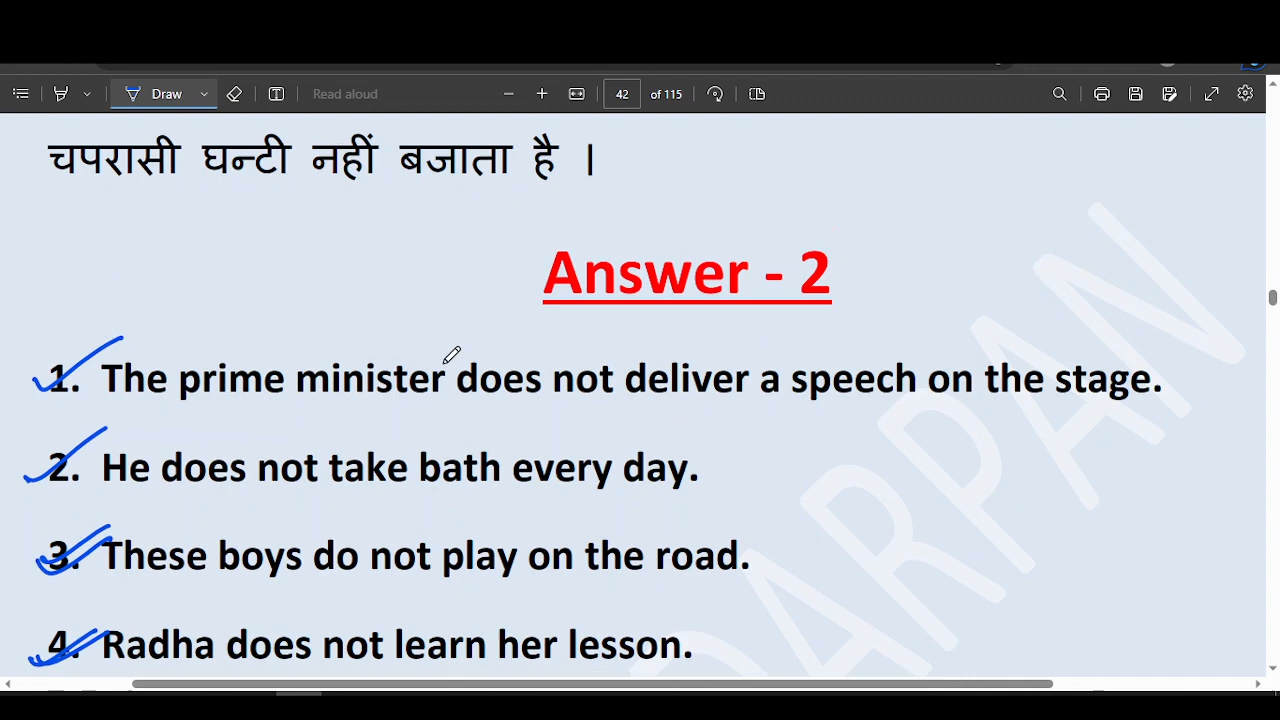 Draw
Read aloud
42 of 115
चपरासी घन्टी नहीं बजाता है ।
Answer - 2
1. The prime minister does not deliver a speech on the stage.
2. He does not take bath every day.
3. These boys do not play on the road.
4. Radha does not learn her lesson.
DARPAN